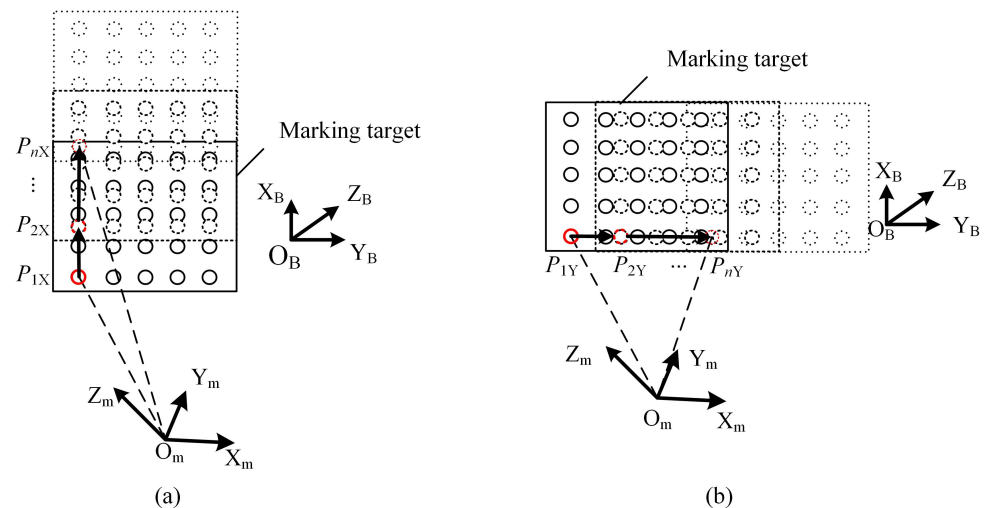 Marking target
PnX
⋮
P2X
P1X
XB
ZB
OB
YB
Zm
Ym
Om
Xm
(a)
Marking target
XB
ZB
OB
YB
P1Y
P2Y
...
PnY
Zm
Ym
Om
Xm
(b)